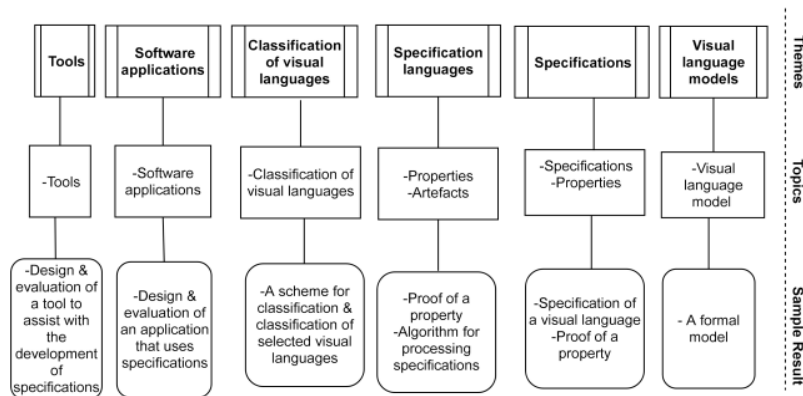 Tools
Software
applications
Classification
of visual
languages
Specification
languages
Specifications
Visual
language
models
Themes
-Tools
-Software
applications
-Classification of
visual languages
-Properties
-Artefacts
-Specifications
-Properties
-Visual
language
model
Topics
-Design &
evaluation of
a tool to
assist with
the
development of
specifications
-Design &
evaluation of
an application
that uses
specifications
-A scheme for
classification &
classification of
selected visual
languages
-Proof of a
property
-Algorithm for
processing
specifications
-Specification of
a visual language
-Proof of a
property
- A formal
model
Sample Result